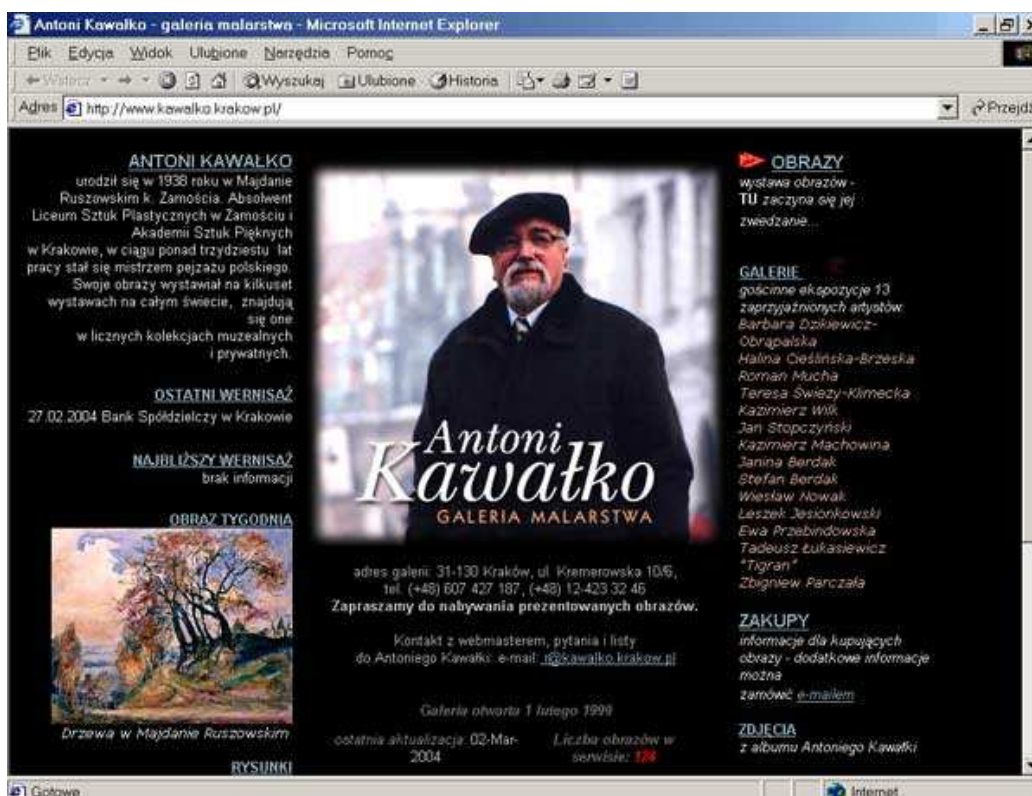 Antoni Kawałko - galeria malarstwa - Microsoft Internet Explorer
Plik Edycja Widok Ulubione Narzędzia Pomoc
Wstecz Wyszukaj Ulubione Historia
Adres http://www.kawalko.krakow.pl/ Przejdź
ANTONI KAWAŁKO
urodził się w 1938 roku w Majdanie
Ruszowskim k. Zamościa. Absolwent
Liceum Sztuk Plastycznych w Zamościu i
Akademii Sztuk Pięknych
w Krakowie, w ciągu ponad trzydziestu lat
pracy stał się mistrzem pejzażu polskiego.
Swoje obrazy wystawiał na kilkuset
wystawach na całym świecie, znajdują
się one
w licznych kolekcjach muzealnych
i prywatnych.
OSTATNI WERNISAŻ
27.02.2004 Bank Spółdzielczy w Krakowie
NAJBLIŻSZY WERNISAŻ
brak informacji
OBRAZ TYGODNIA
Drzewa w Majdanie Ruszowskim
RYSUNKI
Antoni
Kawałko
GALERIA MALARSTWA
adres galerii: 31-130 Kraków, ul. Kremerowska 10/6,
tel. (+48) 607 427 187, (+48) 12-423 32 46
Zapraszamy do nabywania prezentowanych obrazów.
Kontakt z webmasterem, pytania i listy
do Antoniego Kawałki: e-mail: r@kawalko.krakow.pl
Galeria otwarta 1 lutego 1999
ostatnia aktualizacja: 02-Mar-
2004
Liczba obrazów w
serwisie: 124
OBRAZY
wystawa obrazów -
TU zaczyna się jej
zwiedzanie...
GALERIE
gościnne ekspozycje 13
zaprzyjaźnionych artystów
Barbara Dzikiewicz-
Obrąpalska
Halina Cieślińska-Brzeska
Roman Mucha
Teresa Świeży-Klimecka
Kazimierz Wilk
Jan Stopczyński
Kazimierz Machowina
Janina Berdak
Stefan Berdak
Wiesław Nowak
Leszek Jesionkowski
Ewa Przebindowska
Tadeusz Łukasiewicz
"Tigran"
Zbigniew Parczała
ZAKUPY
informacje dla kupujących
obrazy - dodatkowe informacje
można
zamówić e-mailem
ZDJĘCIA
z albumu Antoniego Kawałki
Gotowe Internet